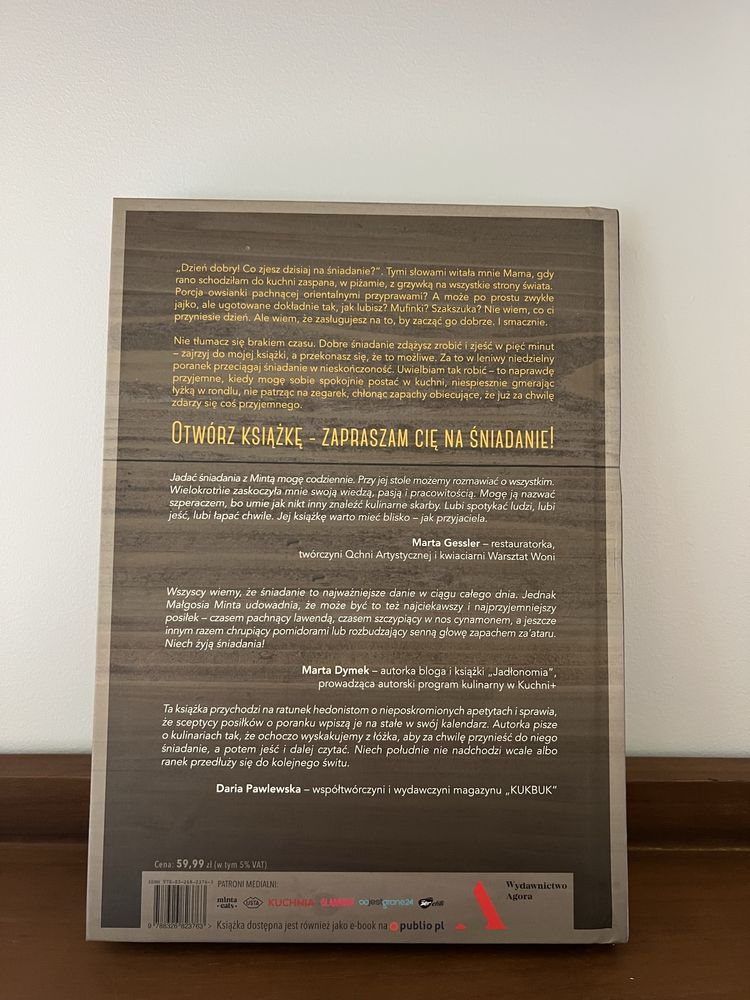 „Dzień dobry! Co zjesz dzisiaj na śniadanie?”. Tymi słowami witała mnie Mama, gdy
rano schodziłam do kuchni zaspana, w piżamie, z grzywką na wszystkie strony świata.
Porcja owsianki pachnącej orientalnymi przyprawami? A może po prostu zwykłe
jajko, ale ugotowane dokładnie tak, jak lubisz? Mufinki? Szakszuka? Nie wiem, co ci
przyniesie dzień. Ale wiem, że zasługujesz na to, by zacząć go dobrze. I smacznie.
Nie tłumacz się brakiem czasu. Dobre śniadanie zdążysz zrobić i zjeść w pięć minut
– zajrzyj do mojej książki, a przekonasz się, że to możliwe. Za to w leniwy niedzielny
poranek przeciągaj śniadanie w nieskończoność. Uwielbiam tak robić – to naprawdę
przyjemne, kiedy mogę sobie spokojnie postać w kuchni, niespiesznie gmerając
łyżką w rondlu, nie patrząc na zegarek, chłonąc zapachy obiecujące, że już za chwilę
zdarzy się coś przyjemnego.
Otwórz książkę – zapraszam cię na śniadanie!
Jadać śniadania z Mintą mogę codziennie. Przy jej stole możemy rozmawiać o wszystkim.
Wielokrotnie zaskoczyła mnie swoją wiedzą, pasją i pracowitością. Mogę ją nazwać
szperaczem, bo umie jak nikt inny znaleźć kulinarne skarby. Lubi spotykać ludzi, lubi
jeść, lubi łapać chwile. Jej książkę warto mieć blisko – jak przyjaciela.
Marta Gessler – restauratorka,
twórczyni Qchni Artystycznej i kwiaciarni Warsztat Woni
Wszyscy wiemy, że śniadanie to najważniejsze danie w ciągu całego dnia. Jednak
Małgosia Minta udowadnia, że może być to też najciekawszy i najprzyjemniejszy
posiłek – czasem pachnący lawendą, czasem szczypiący w nos cynamonem, a jeszcze
innym razem chrupiący pomidorami lub rozbudzający senną głowę zapachem za’ataru.
Niech żyją śniadania!
Marta Dymek – autorka bloga i książki „Jadłonomia”,
prowadząca autorski program kulinarny w Kuchni+
Ta książka przychodzi na ratunek hedonistom o nieposkromionych apetytach i sprawia,
że sceptycy posiłków o poranku wpiszą je na stałe w swój kalendarz. Autorka pisze
o kulinariach tak, że ochoczo wyskakujemy z łóżka, aby za chwilę przynieść do niego
śniadanie, a potem jeść i dalej czytać. Niech południe nie nadchodzi wcale albo
ranek przedłuży się do kolejnego świtu.
Daria Pawlewska – współtwórczyni i wydawczyni magazynu „KUKBUK”
Cena: 59,99 zł (w tym 5% VAT)
ISBN 978-83-268-2376-3
PATRONI MEDIALNI:
minta eats USTA KUCHNIA GLAMOUR cojestgrane24
Wydawnictwo
Agora
9 788326 823763 >
Książka dostępna jest również jako e-book na publio.pl